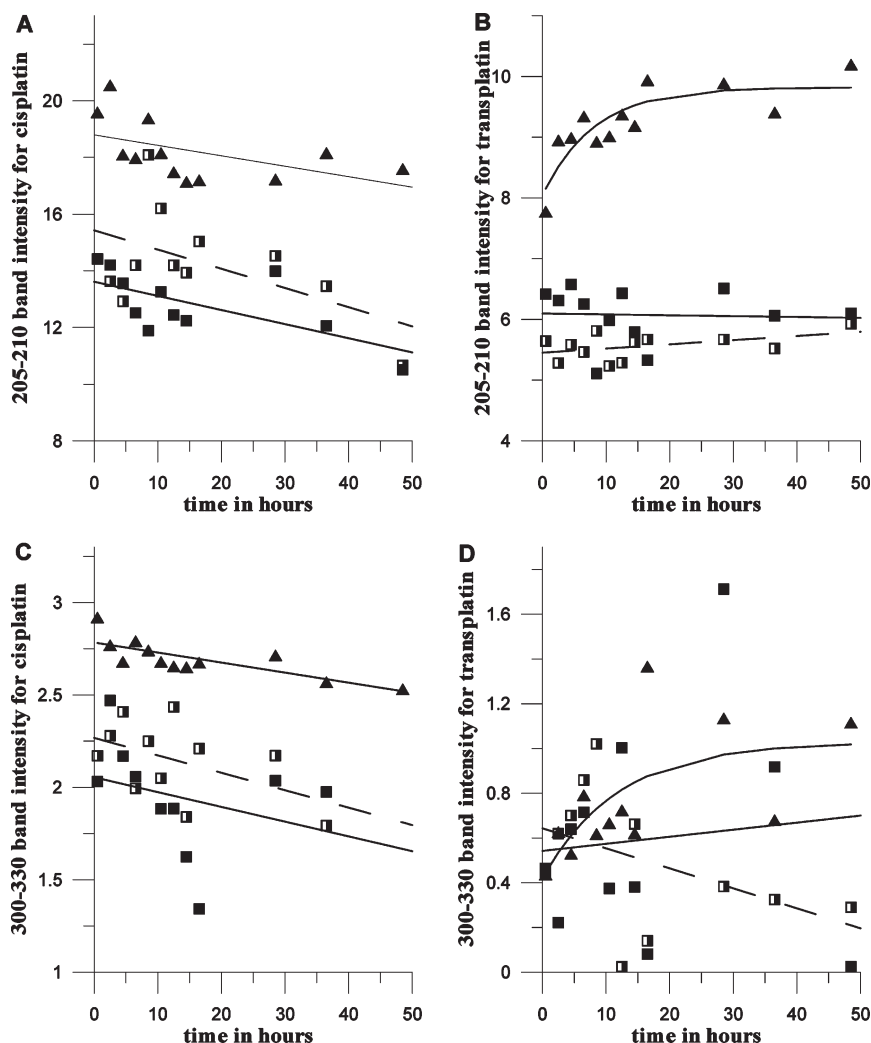 A
205-210 band intensity for cisplatin
20
16
12
8
0 10 20 30 40 50
time in hours
B
205-210 band intensity for transplatin
10
8
6
4
0 10 20 30 40 50
time in hours
C
300-330 band intensity for cisplatin
3
2.5
2
1.5
1
0 10 20 30 40 50
time in hours
D
300-330 band intensity for transplatin
1.6
1.2
0.8
0.4
0
0 10 20 30 40 50
time in hours